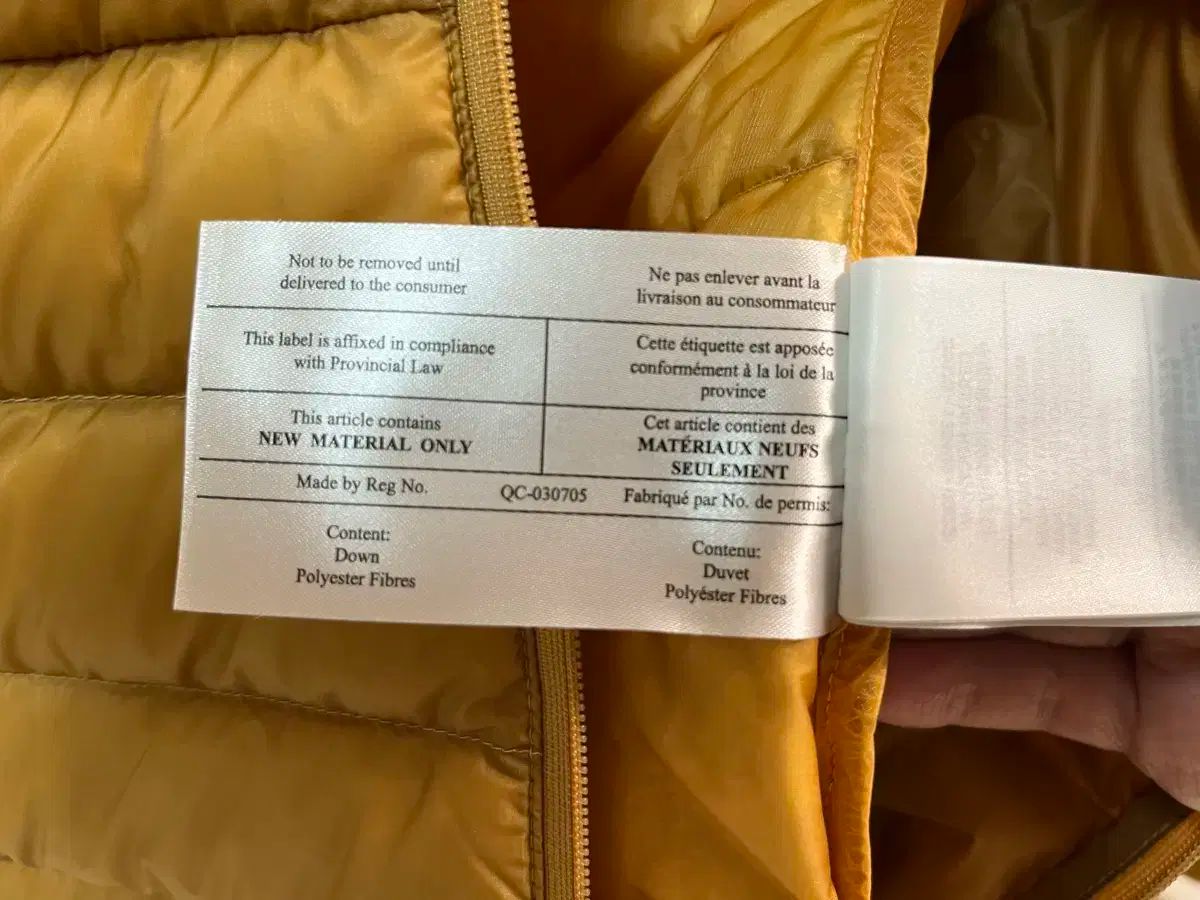 Not to be removed until
delivered to the consumer
Ne pas enlever avant la
livraison au consommateur
This label is affixed in compliance
with Provincial Law
Cette étiquette est apposée
conformément à la loi de la
province
This article contains
NEW MATERIAL ONLY
Cet article contient des
MATÉRIAUX NEUFS
SEULEMENT
Made by Reg No. QC-030705 Fabriqué par No. de permis:
Content:
Down
Polyester Fibres
Contenu:
Duvet
Polyéster Fibres